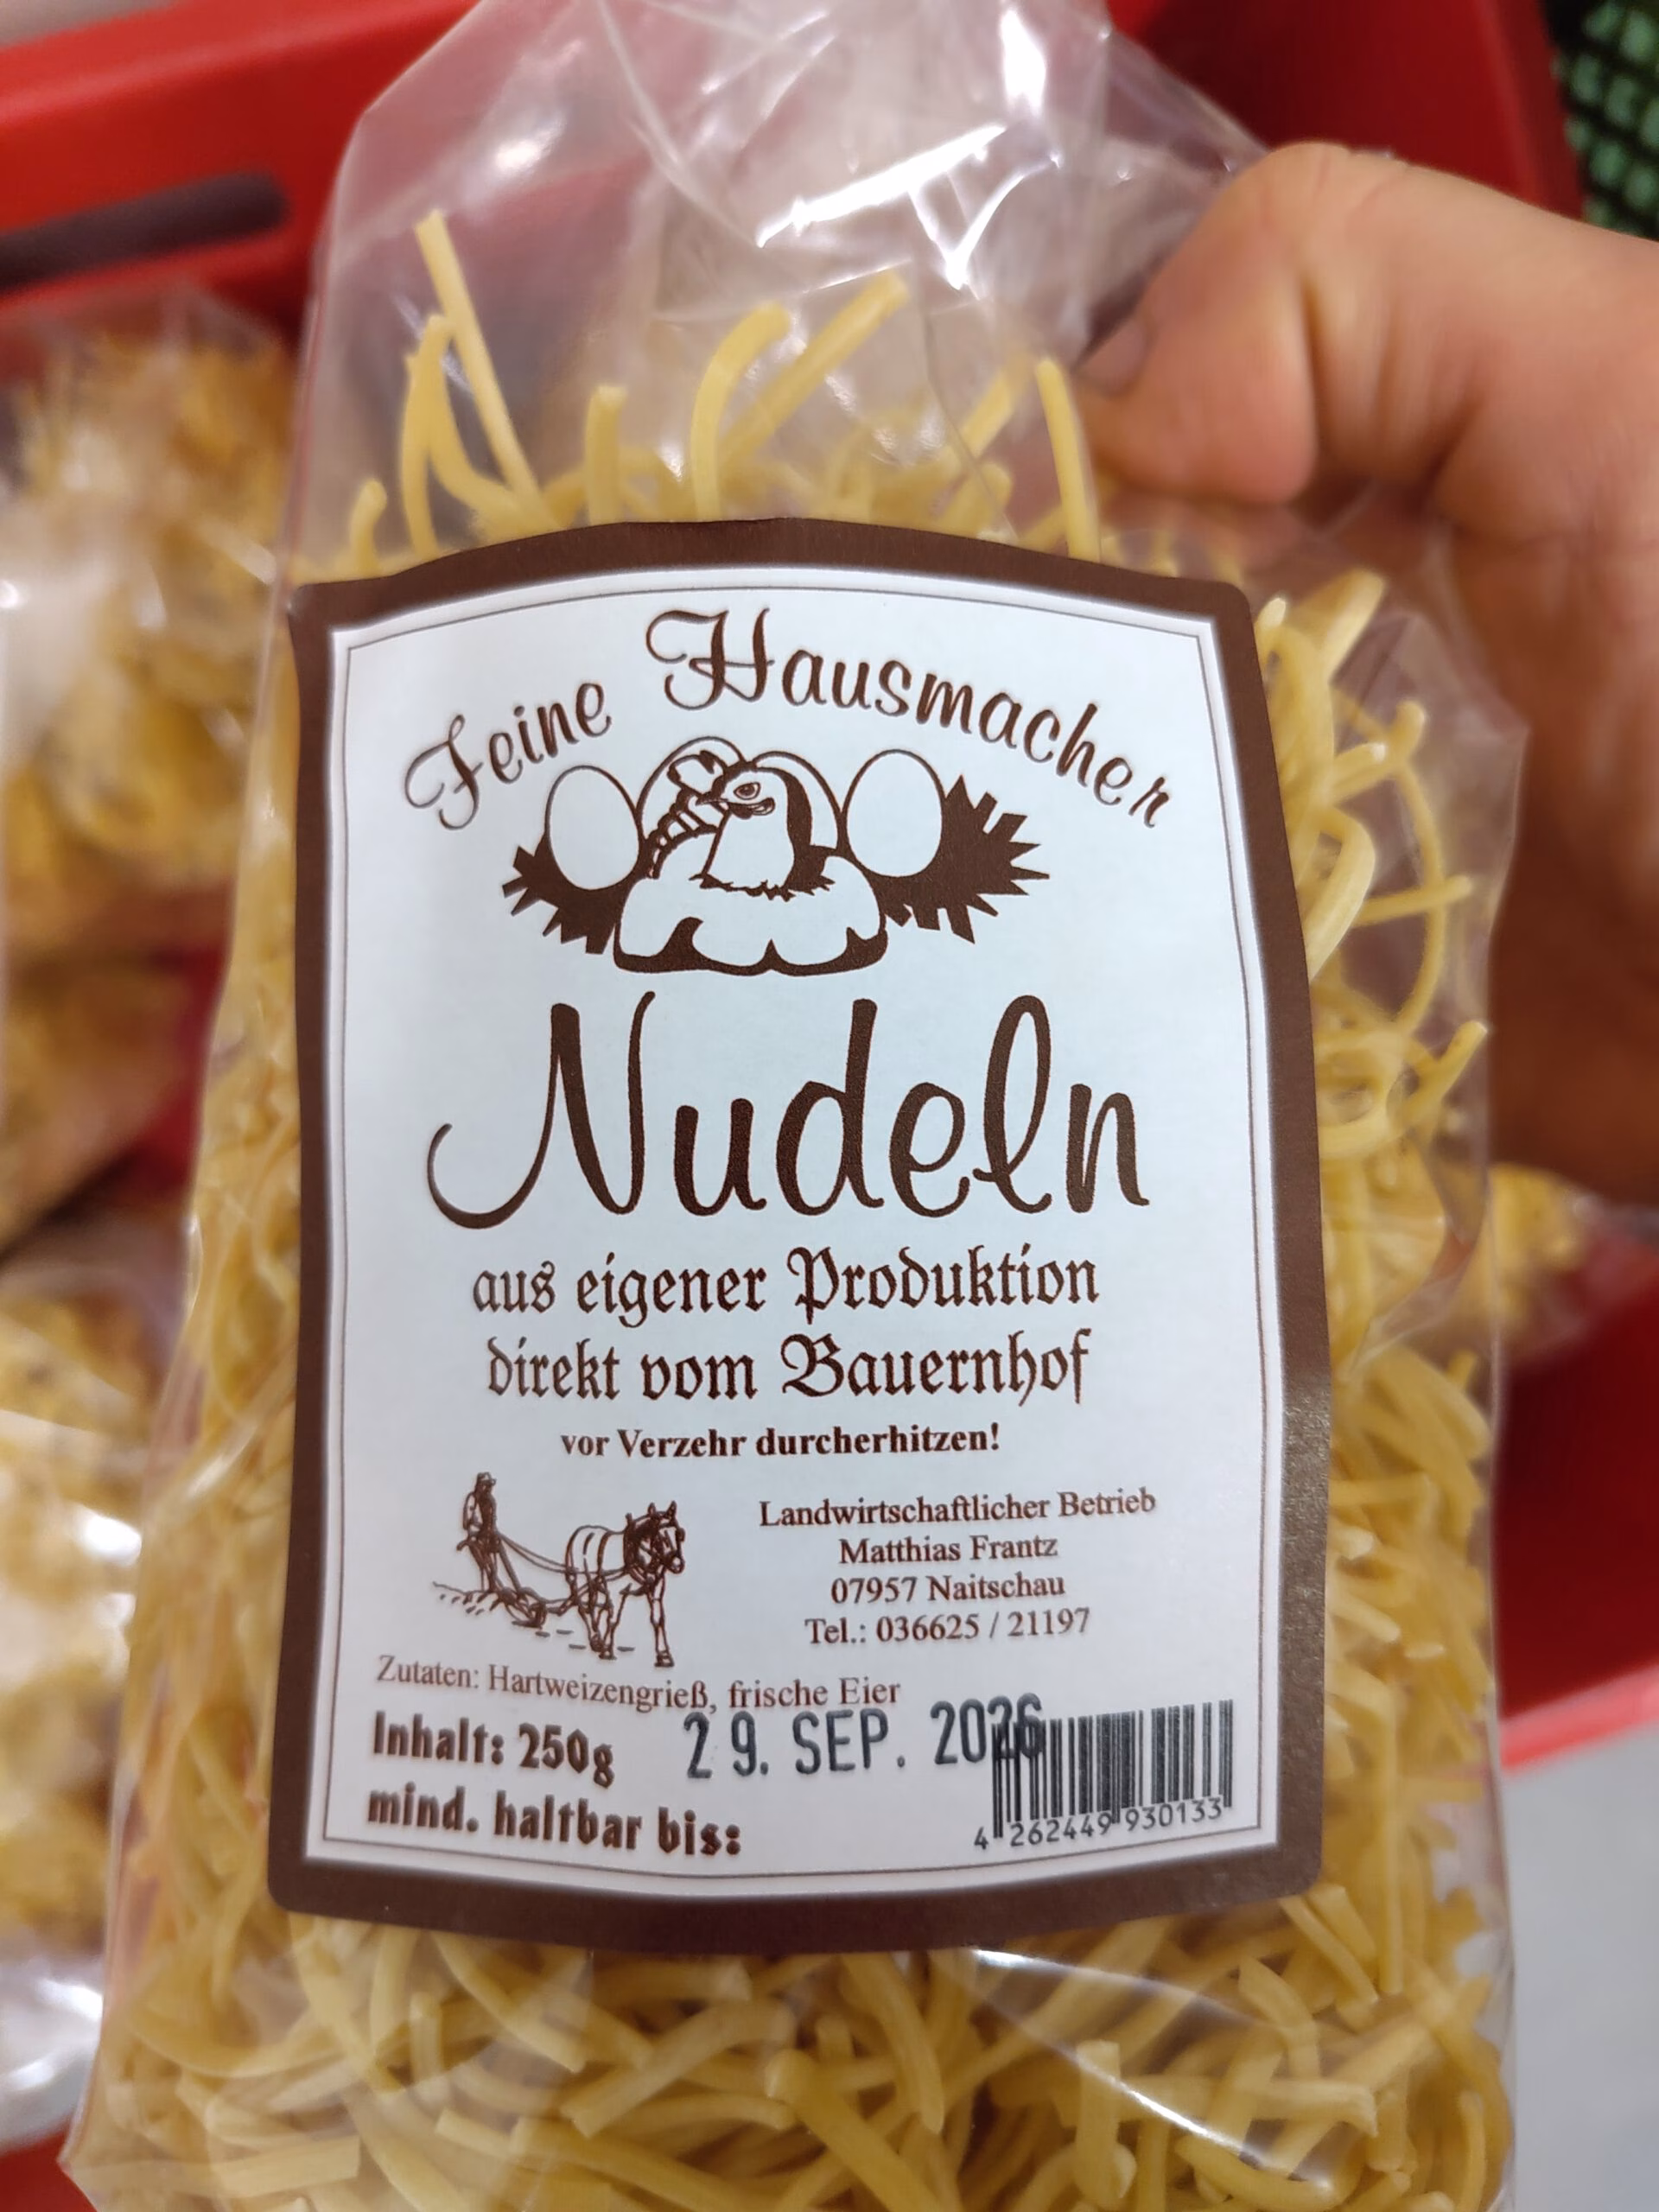 Feine Hausmacher
Nudeln
aus eigener Produktion
direkt vom Bauernhof
vor Verzehr durcherhitzen!
Landwirtschaftlicher Betrieb
Matthias Frantz
07957 Naitschau
Tel.: 036625 / 21197
Zutaten: Hartweizengrieß, frische Eier
Inhalt: 250g
29. SEP. 2026
mind. haltbar bis:
4 262449 930133